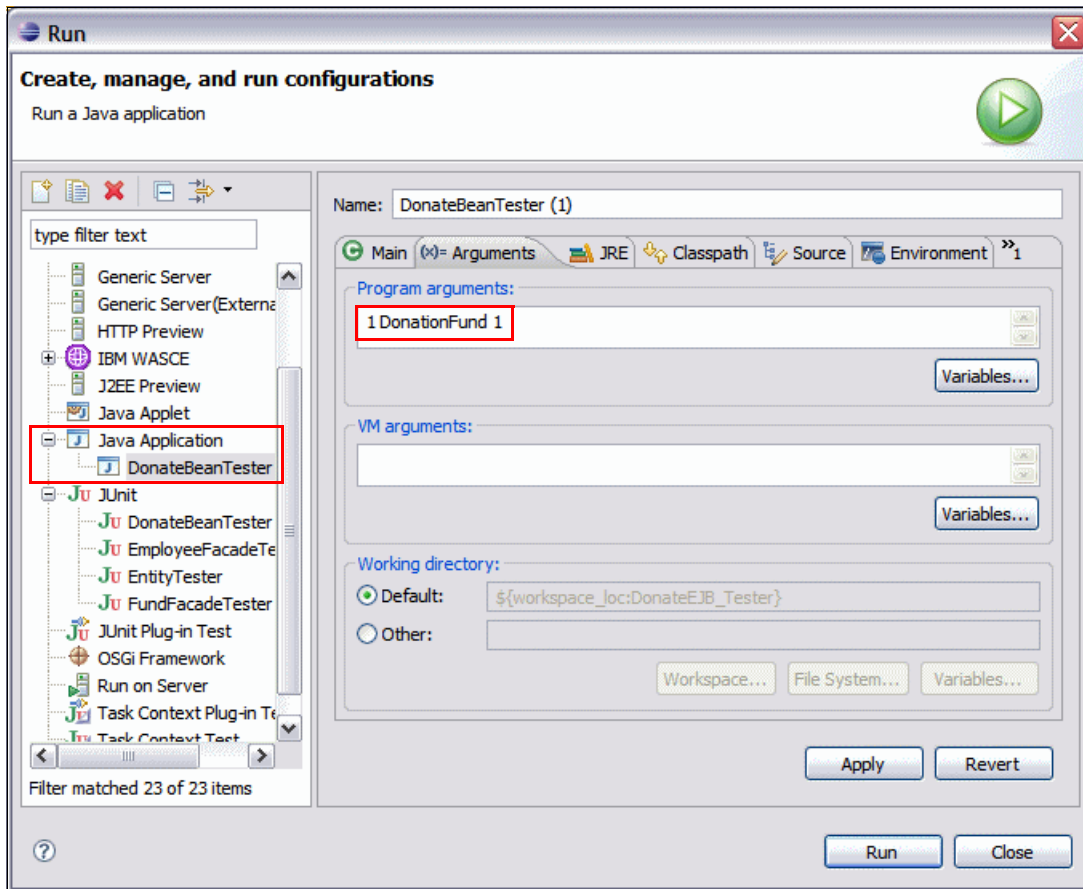 Run
Create, manage, and run configurations
Run a Java application
type filter text
Generic Server
Generic Server(Externa
HTTP Preview
IBM WASCE
J2EE Preview
Java Applet
Java Application
DonateBeanTester
JUnit
DonateBeanTester
EmployeeFacadeTe
EntityTester
FundFacadeTester
JUnit Plug-in Test
OSGi Framework
Run on Server
Task Context Plug-in Te
Task Context Test
Filter matched 23 of 23 items
Name: DonateBeanTester (1)
Main (x)= Arguments JRE Classpath Source Environment »1
Program arguments:
1 DonationFund 1
Variables...
VM arguments:
Variables...
Working directory:
Default: ${workspace_loc:DonateEJB_Tester}
Other:
Workspace... File System... Variables...
Apply Revert
Run Close